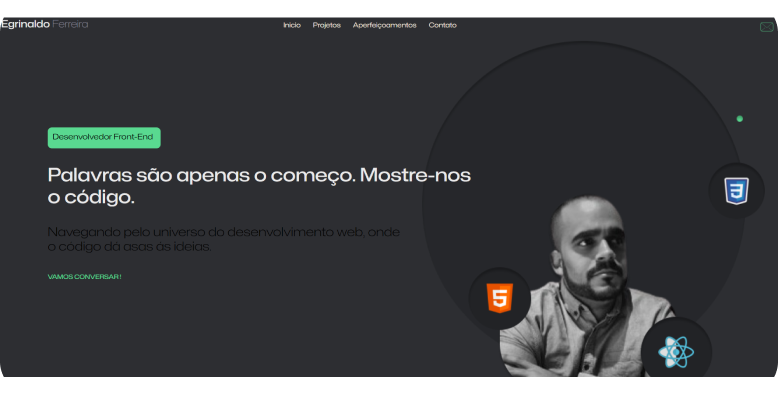 Egrinaldo Ferreira
Inicio Projetos Aperfeiçoamentos Contato
Desenvolvedor Front-End
Palavras são apenas o começo. Mostre-nos
o código.
Navegando pelo universo do desenvolvimento web, onde
o código dá asas às ideias.
VAMOS CONVERSAR!
3
5